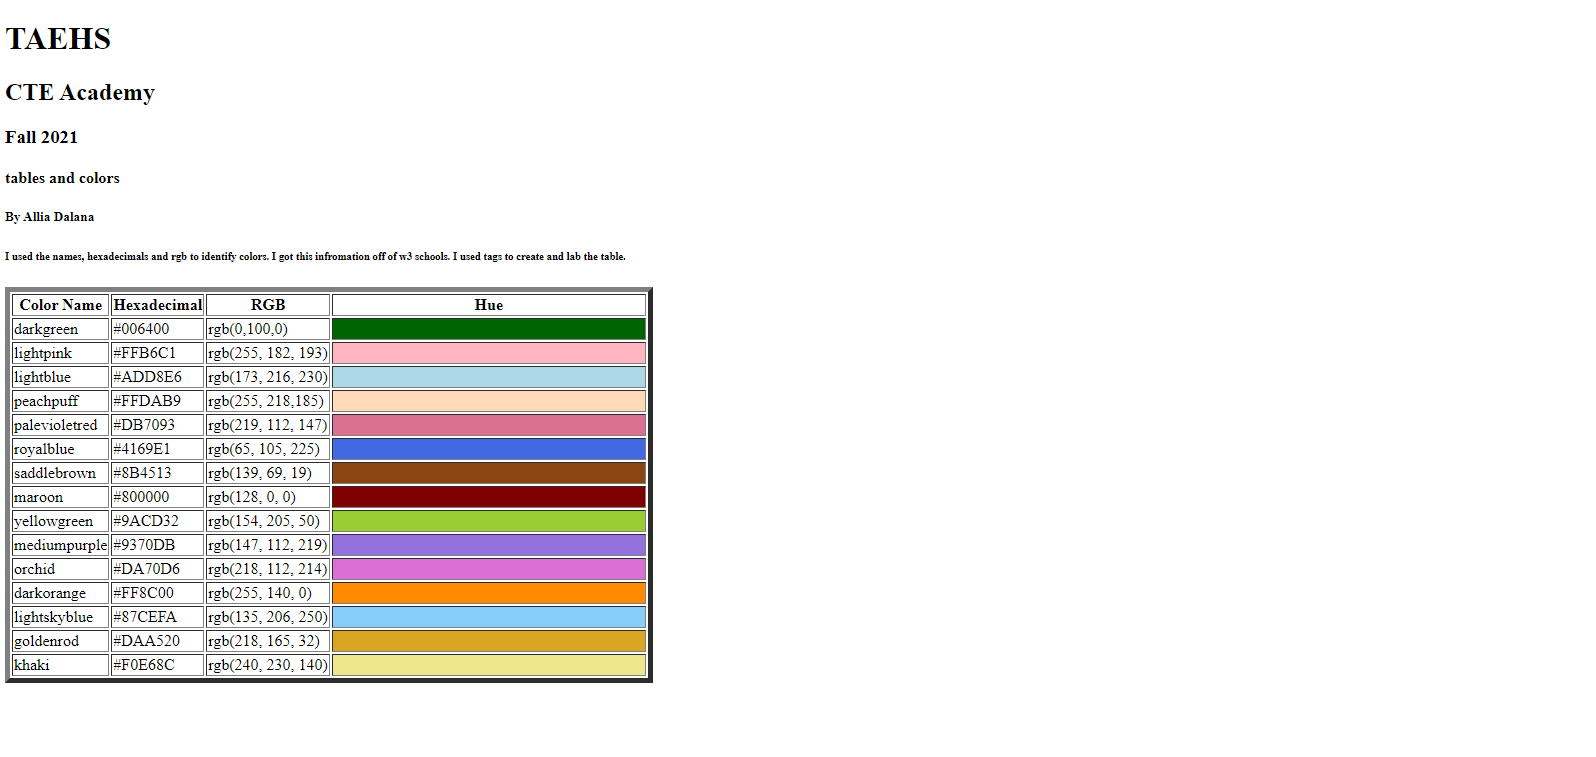 TAEHS
CTE Academy
Fall 2021
tables and colors
By Allia Dalana
I used the names, hexadecimals and rgb to identify colors. I got this infromation off of w3 schools. I used tags to create and lab the table.
Color Name Hexadecimal RGB Hue
darkgreen #006400 rgb(0,100,0)
lightpink #FFB6C1 rgb(255, 182, 193)
lightblue #ADD8E6 rgb(173, 216, 230)
peachpuff #FFDAB9 rgb(255, 218,185)
palevioletred #DB7093 rgb(219, 112, 147)
royalblue #4169E1 rgb(65, 105, 225)
saddlebrown #8B4513 rgb(139, 69, 19)
maroon #800000 rgb(128, 0, 0)
yellowgreen #9ACD32 rgb(154, 205, 50)
mediumpurple #9370DB rgb(147, 112, 219)
orchid #DA70D6 rgb(218, 112, 214)
darkorange #FF8C00 rgb(255, 140, 0)
lightskyblue #87CEFA rgb(135, 206, 250)
goldenrod #DAA520 rgb(218, 165, 32)
khaki #F0E68C rgb(240, 230, 140)